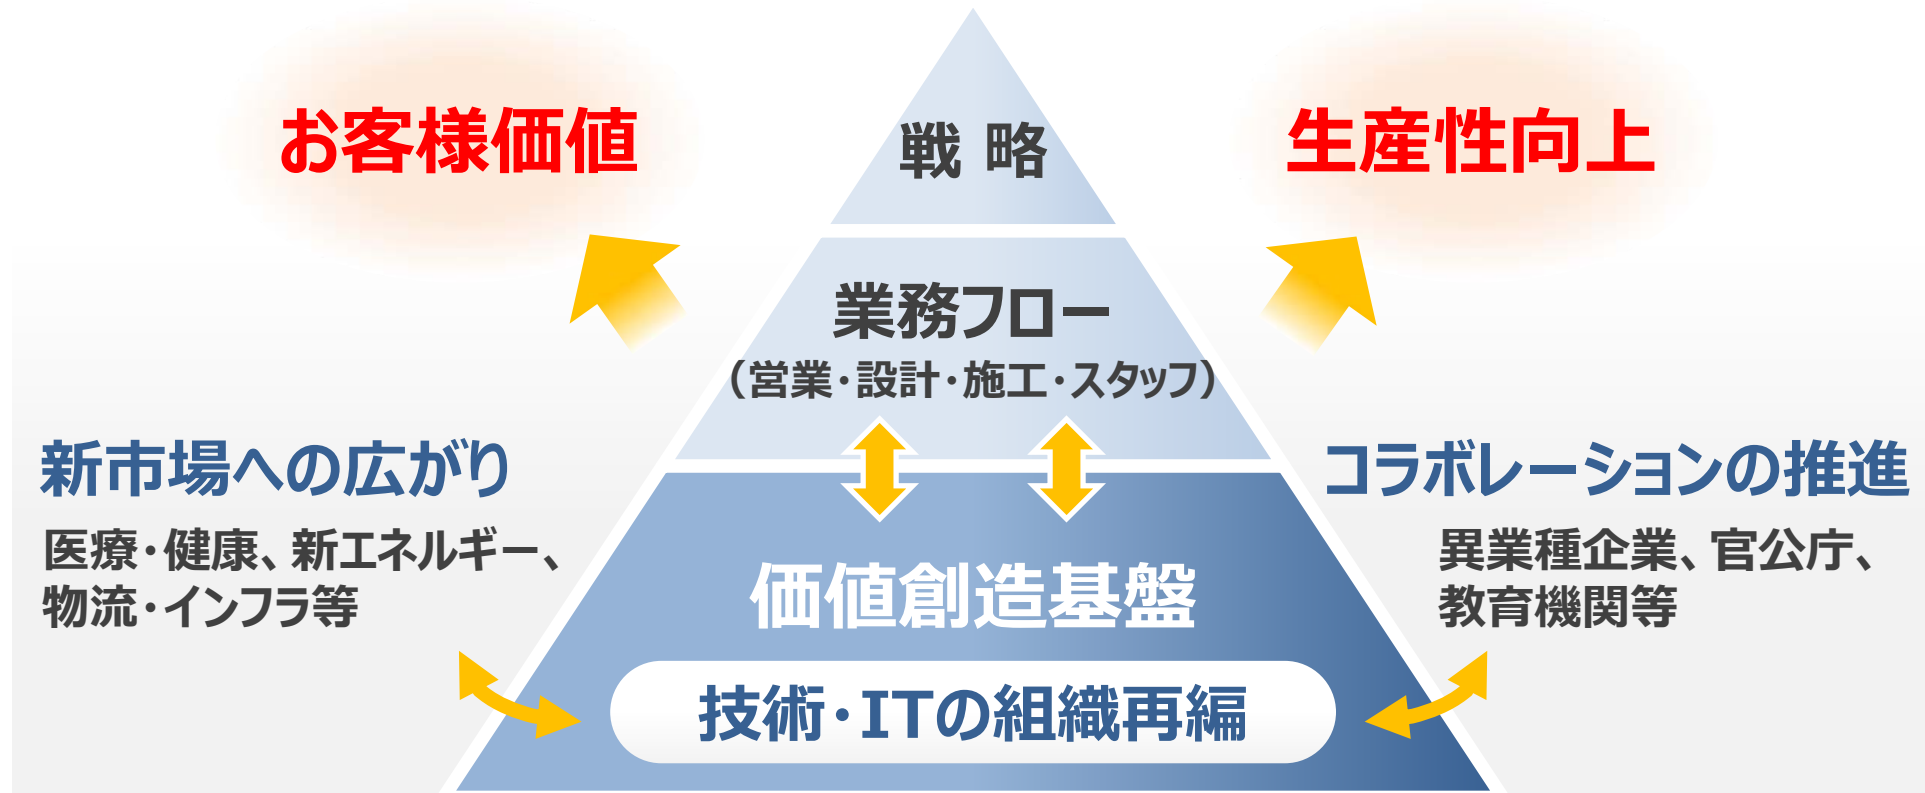 お客様価値
戦略
生産性向上
業務フロー
（営業・設計・施工・スタッフ）
新市場への広がり
医療・健康、新エネルギー、
物流・インフラ等
コラボレーションの推進
異業種企業、官公庁、
教育機関等
価値創造基盤
技術・ITの組織再編